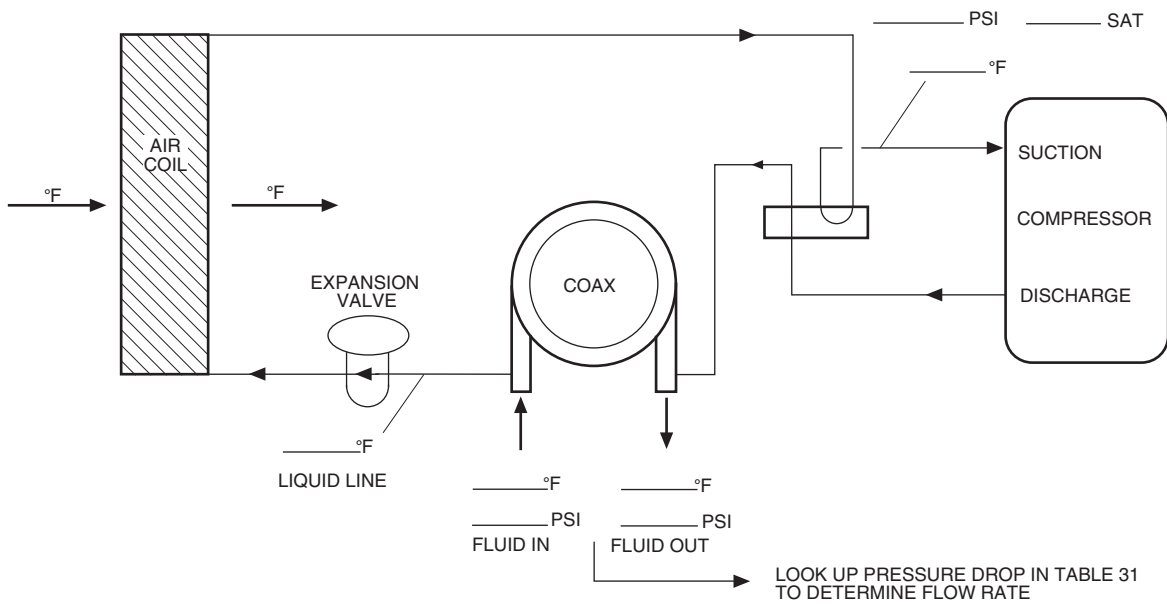 PSI SAT
°F
AIR
COIL
SUCTION
°F °F
COMPRESSOR
EXPANSION
VALVE
COAX
DISCHARGE
°F
LIQUID LINE
°F °F
PSI PSI
FLUID IN FLUID OUT
LOOK UP PRESSURE DROP IN TABLE 31
TO DETERMINE FLOW RATE